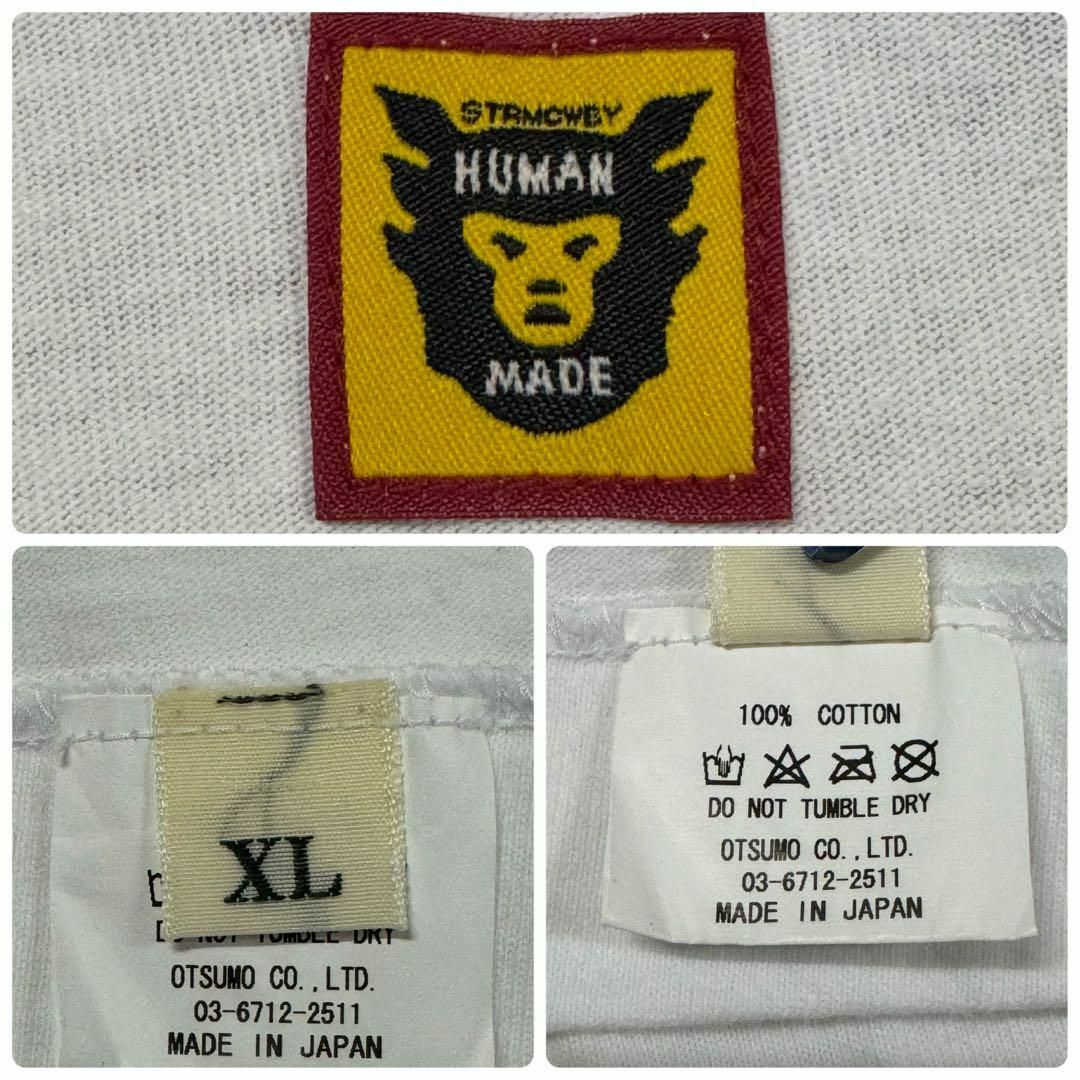 STRMCWBY
HUMAN
MADE
XL
DO NOT TUMBLE DRY
OTSUMO CO.,LTD.
03-6712-2511
MADE IN JAPAN
100% COTTON
DO NOT TUMBLE DRY
OTSUMO CO.,LTD.
03-6712-2511
MADE IN JAPAN